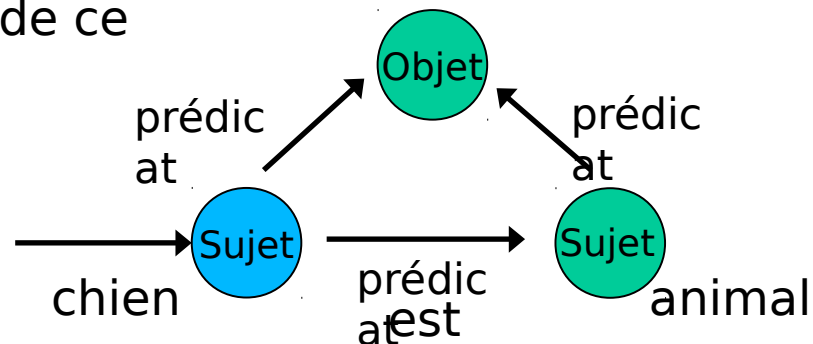 de ce
Objet
prédic
at
prédic
at
Sujet
Sujet
chien
prédic
at
est
animal